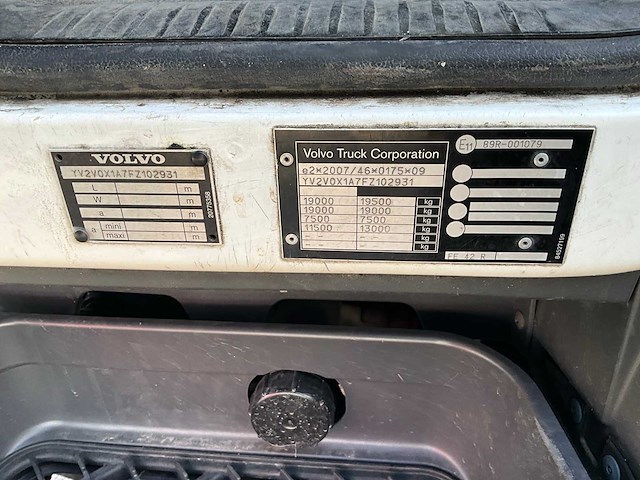 VOLVO
YV2V0X1A7FZ102931
L m
W m
a m
a mini m
maxi m
Volvo Truck Corporation
e2*2007/46*0175*09
YV2V0X1A7FZ102931
19000 19500 kg
19000 19000 kg
7500 7500 kg
11500 13000 kg
-- -- kg
-- -- kg
E11 89R-001079
FE 42 R